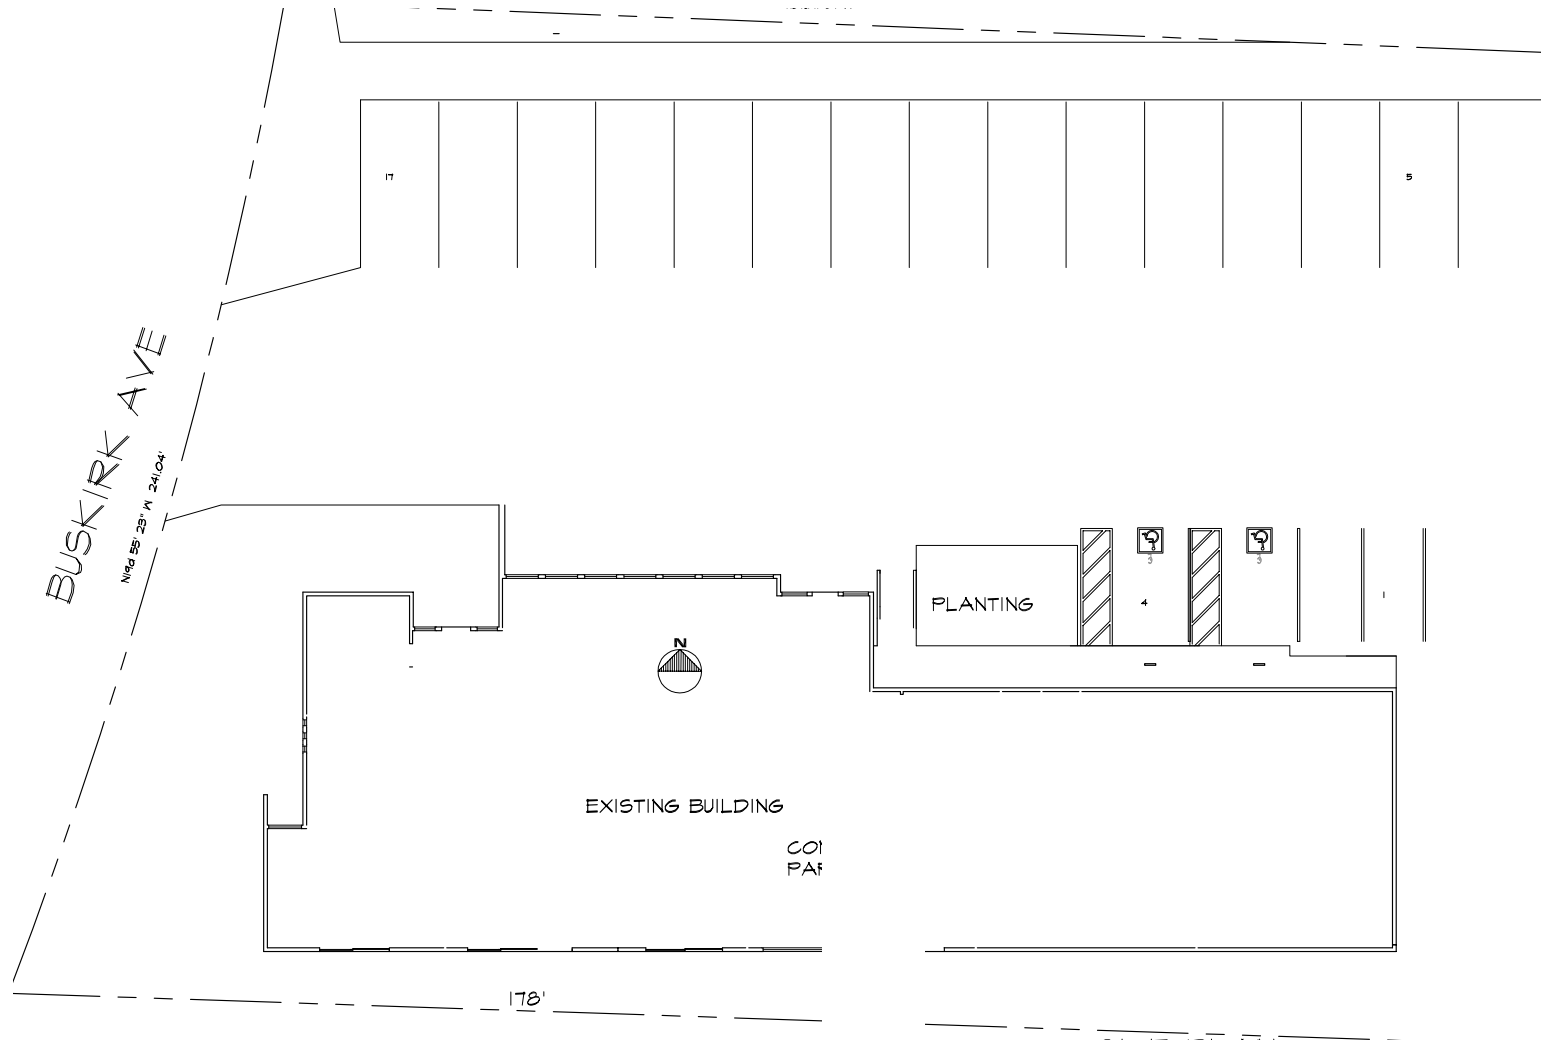 17
5
BUSKIRK AVE
N19d 55' 23" W 241.04'
3
3
PLANTING
4
1
N
EXISTING BUILDING
178'